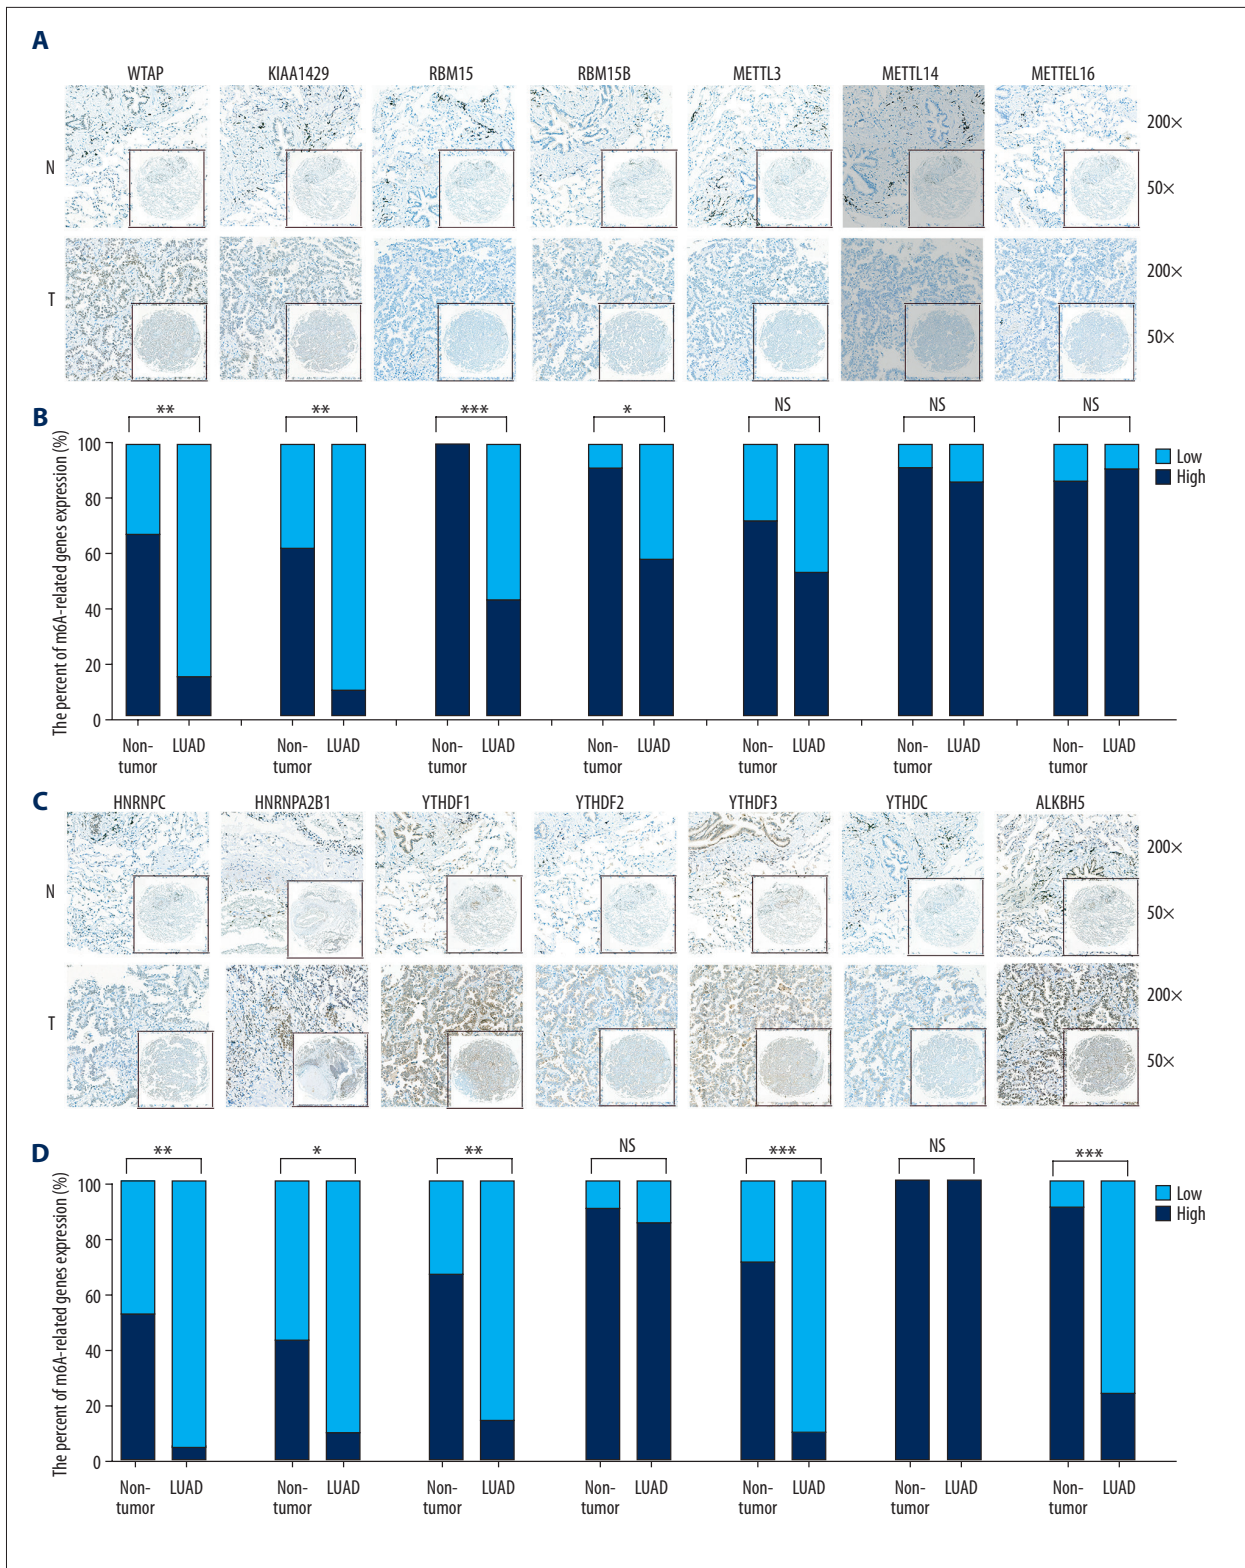 A
WTAP KIAA1429 RBM15 RBM15B METTL3 METTL14 METTEL16
200×
N
50×
200×
T
50×
B
** ** *** * NS NS NS
The percent of m6A-related genes expression (%)
100
80
60
40
20
0
Low
High
Non-tumor LUAD Non-tumor LUAD Non-tumor LUAD Non-tumor LUAD Non-tumor LUAD Non-tumor LUAD Non-tumor LUAD
C
HNRNPC HNRNPA2B1 YTHDF1 YTHDF2 YTHDF3 YTHDC ALKBH5
200×
N
50×
200×
T
50×
D
** * ** NS *** NS ***
The percent of m6A-related genes expression (%)
100
80
60
40
20
0
Low
High
Non-tumor LUAD Non-tumor LUAD Non-tumor LUAD Non-tumor LUAD Non-tumor LUAD Non-tumor LUAD Non-tumor LUAD